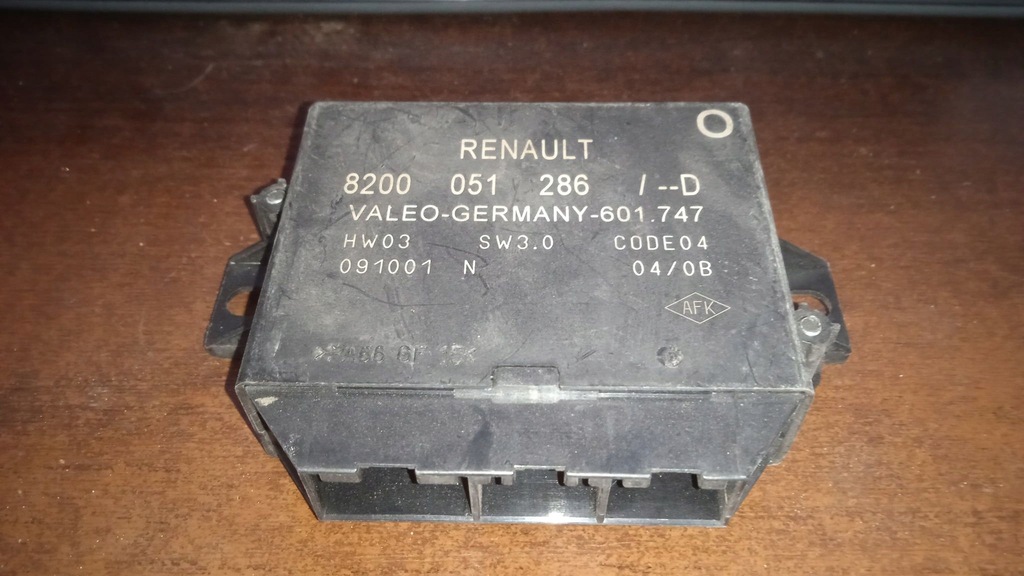 O
RENAULT
8200 051 286 / --D
VALEO-GERMANY-601.747
HW03 SW3.0 CODE04
091001 N 04/0B
AFK